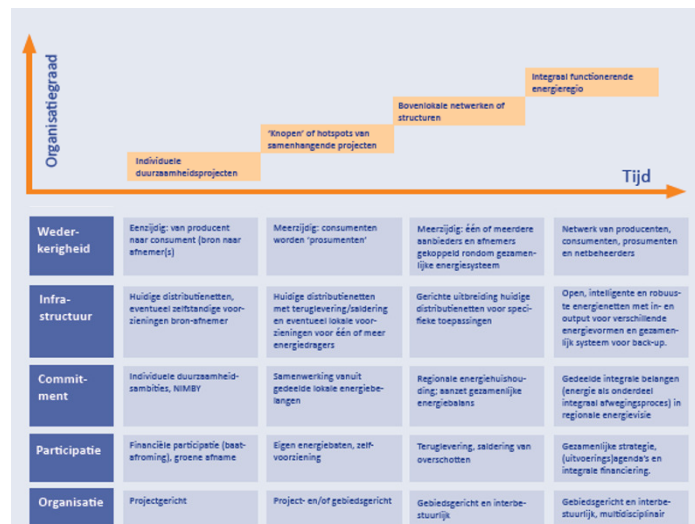 Organisatiegraad
Integraal functionerende
energieregio
Bovenlokale netwerken of
structuren
'Knopen' of hotspots van
samenhangende projecten
Individuele
duurzaamheidsprojecten
Tijd
Weder-
kerigheid
Eenzijdig: van producent
naar consument (bron naar
afnemer(s)
Meerzijdig: consumenten
worden 'prosumenten'
Meerzijdig: één of meerdere
aanbieders en afnemers
gekoppeld rondom gezamen-
lijke energiesysteem
Netwerk van producenten,
consumenten, prosumenten
en netbeheerders
Infra-
structuur
Huidige distributienetten,
eventueel zelfstandige voor-
zieningen bron-afnemer
Huidige distributienetten
met teruglevering/saldering
en eventueel lokale voor-
zieningen voor één of meer
energiedragers
Gerichte uitbreiding huidige
distributienetten voor speci-
fieke toepassingen
Open, intelligente en robuus-
te energienetten met in- en
output voor verschillende
energievormen en gezamen-
lijk systeem voor back-up.
Commit-
ment
Individuele duurzaamheid-
sambities, NIMBY
Samenwerking vanuit
gedeelde lokale energiebe-
langen
Regionale energiehuishou-
ding; aanzet gezamenlijke
energiebalans
Gedeelde integrale belangen
(energie als onderdeel
integraal afwegingsproces) in
regionale energievisie
Participatie
Financiële participatie (baat-
afroming), groene afname
Eigen energiebaten, zelf-
voorziening
Teruglevering, saldering van
overschotten
Gezamenlijke strategie,
(uitvoerings)agenda's en
integrale financiering.
Organisatie
Projectgericht
Project- en/of gebiedsgericht
Gebiedsgericht en interbe-
stuurlijk
Gebiedsgericht en interbe-
stuurlijk, multidisciplinair